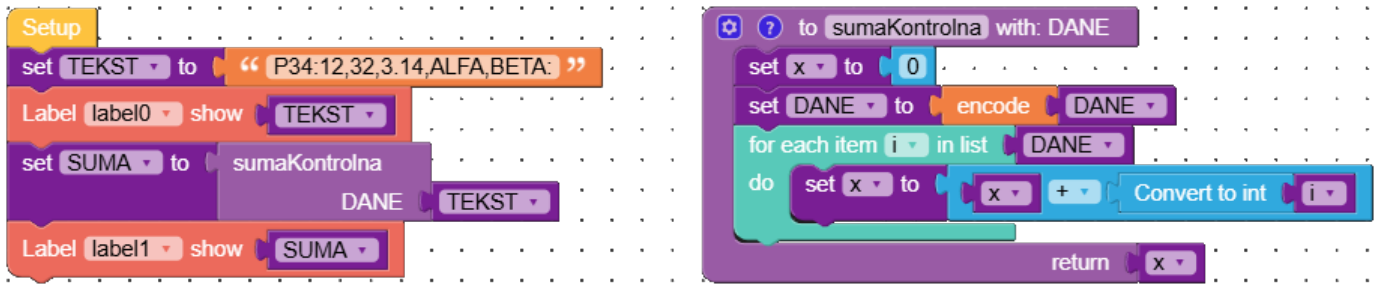 Setup
set TEKST to “ P34:12,32,3.14,ALFA,BETA: ”
Label label0 show TEKST
set SUMA to sumaKontrolna
DANE TEKST
Label label1 show SUMA
? to sumaKontrolna with: DANE
set x to 0
set DANE to encode DANE
for each item i in list DANE
do set x to x + Convert to int i
return x